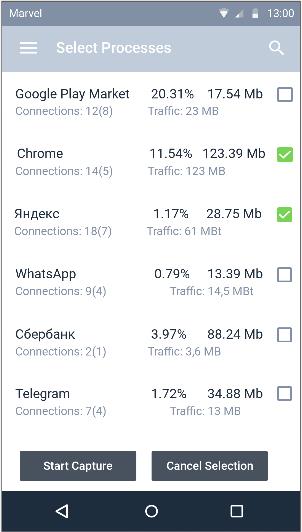 Marvel 13:00
Select Processes
Google Play Market 20.31% 17.54 Mb
Connections: 12(8) Traffic: 23 MB
Chrome 11.54% 123.39 Mb
Connections: 14(5) Traffic: 123 MB
Яндекс 1.17% 28.75 Mb
Connections: 18(7) Traffic: 61 MBt
WhatsApp 0.79% 13.39 Mb
Connections: 9(4) Traffic: 14,5 MBt
Сбербанк 3.97% 88.24 Mb
Connections: 2(1) Traffic: 3,6 MB
Telegram 1.72% 34.88 Mb
Connections: 7(4) Traffic: 13 MB
Start Capture Cancel Selection